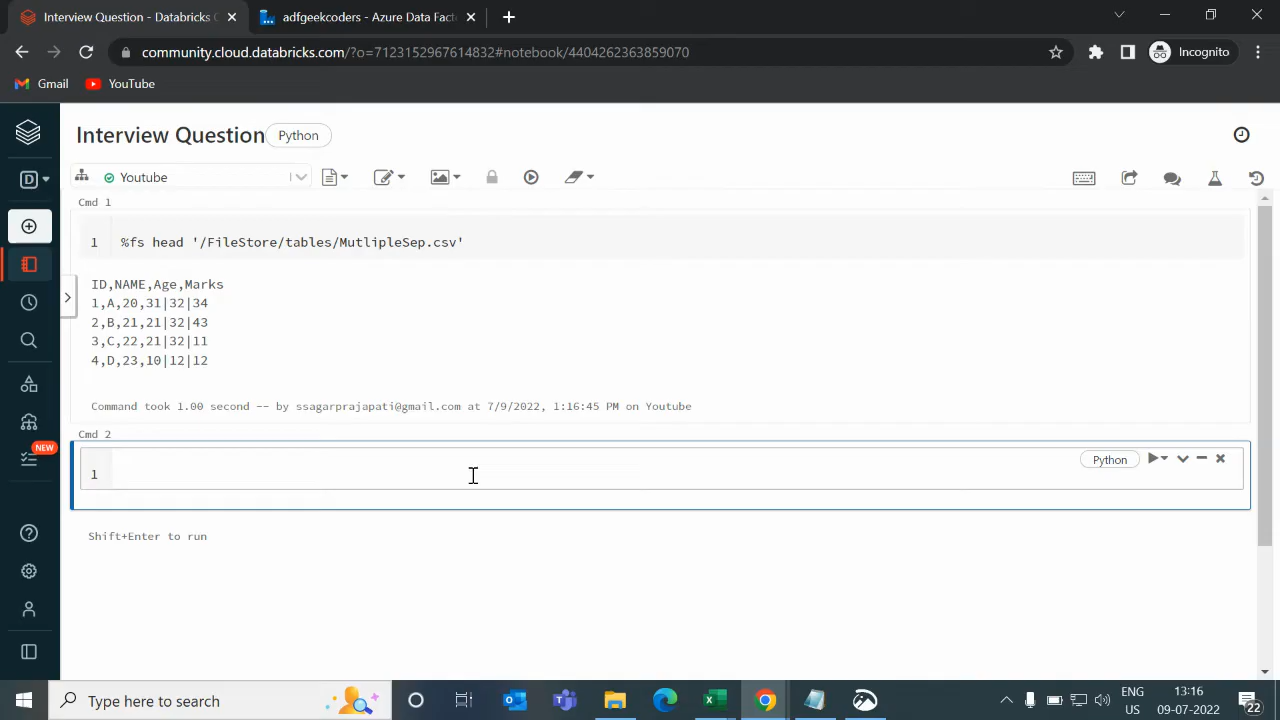 Interview Question - Databricks C
adfgeekcoders - Azure Data Fact
community.cloud.databricks.com/?o=7123152967614832#notebook/4404262363859070
Incognito
Gmail
YouTube
Interview Question
Python
D
Youtube
Cmd 1
1 %fs head '/FileStore/tables/MutlipleSep.csv'
ID,NAME,Age,Marks
1,A,20,31|32|34
2,B,21,21|32|43
3,C,22,21|32|11
4,D,23,10|12|12
Command took 1.00 second -- by ssagarprajapati@gmail.com at 7/9/2022, 1:16:45 PM on Youtube
Cmd 2
NEW
Python
1
Shift+Enter to run
Type here to search
ENG
US
13:16
09-07-2022
22